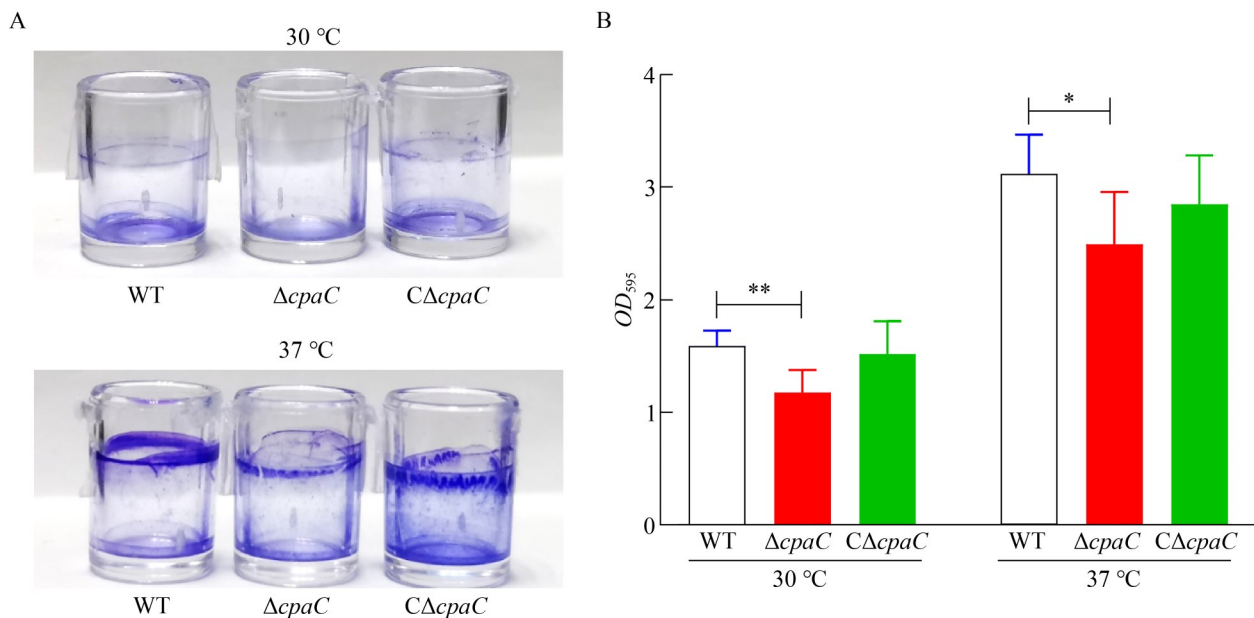 A
30 ℃
WT ΔcpaC CΔcpaC
37 ℃
WT ΔcpaC CΔcpaC
B
OD595
4
3
2
1
0
** 
*
WT ΔcpaC CΔcpaC WT ΔcpaC CΔcpaC
30 ℃ 37 ℃